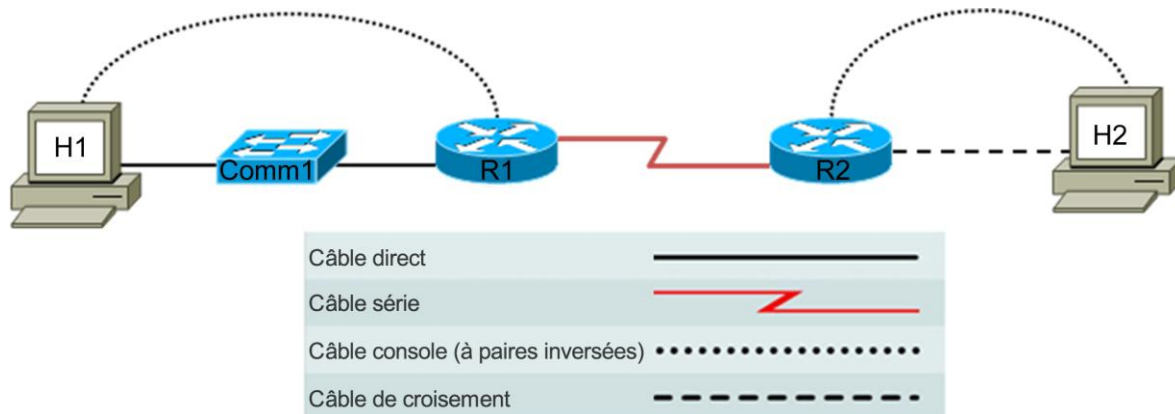 H1
Comm1
R1
R2
H2
Câble direct
Câble série
Câble console (à paires inversées)
Câble de croisement